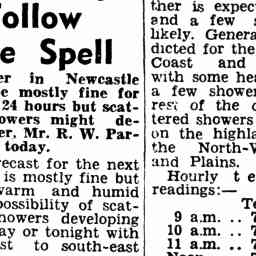 Follow
e Spell
er in Newcastle
e mostly fine for
24 hours but scat-
howers might de-
er, Mr. R. W. Par-
today.
recast for the next
is mostly fine but
warm and humid
possibility of scat-
showers developing
ay or tonight with
st to south-east
ther is expec
and a few s
likely. Genera
dicted for the
Coast and
with some hea
a few showe
rest of the c
tered showers
on the highla
the North-W
and Plains.
Hourly te
readings:—
Te
9 a.m. .. 7
10 a.m. .. 7
11 a.m. .. 7